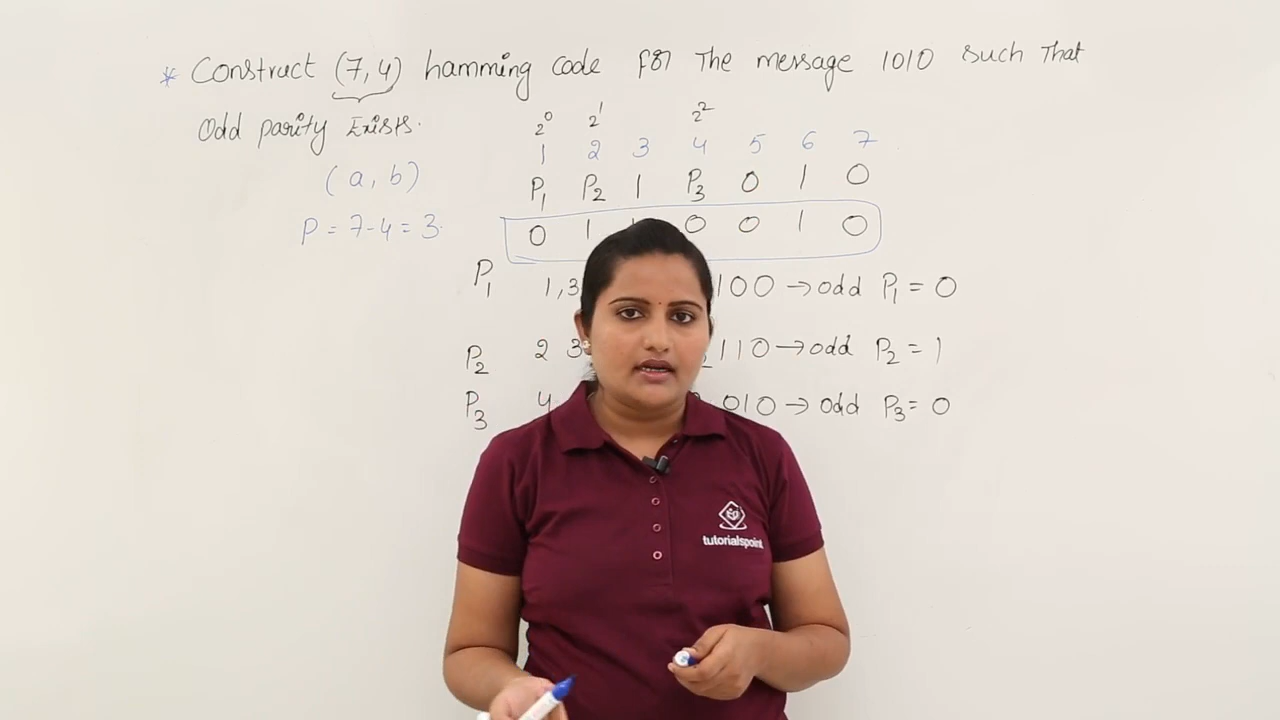 * Construct (7,4) hamming code for The message 1010 such That
Odd parity Exists.
2⁰ 2¹ 2²
1 2 3 4 5 6 7
(a, b)
P₁ P₂ 1 P₃ 0 1 0
P = 7-4 = 3.
0 1 0 0 1 0
P₁ 1,3 100 → odd P₁ = 0
P₂ 2 3 110 → odd P₂ = 1
P₃ 4 010 → odd P₃ = 0
tutorialspoint